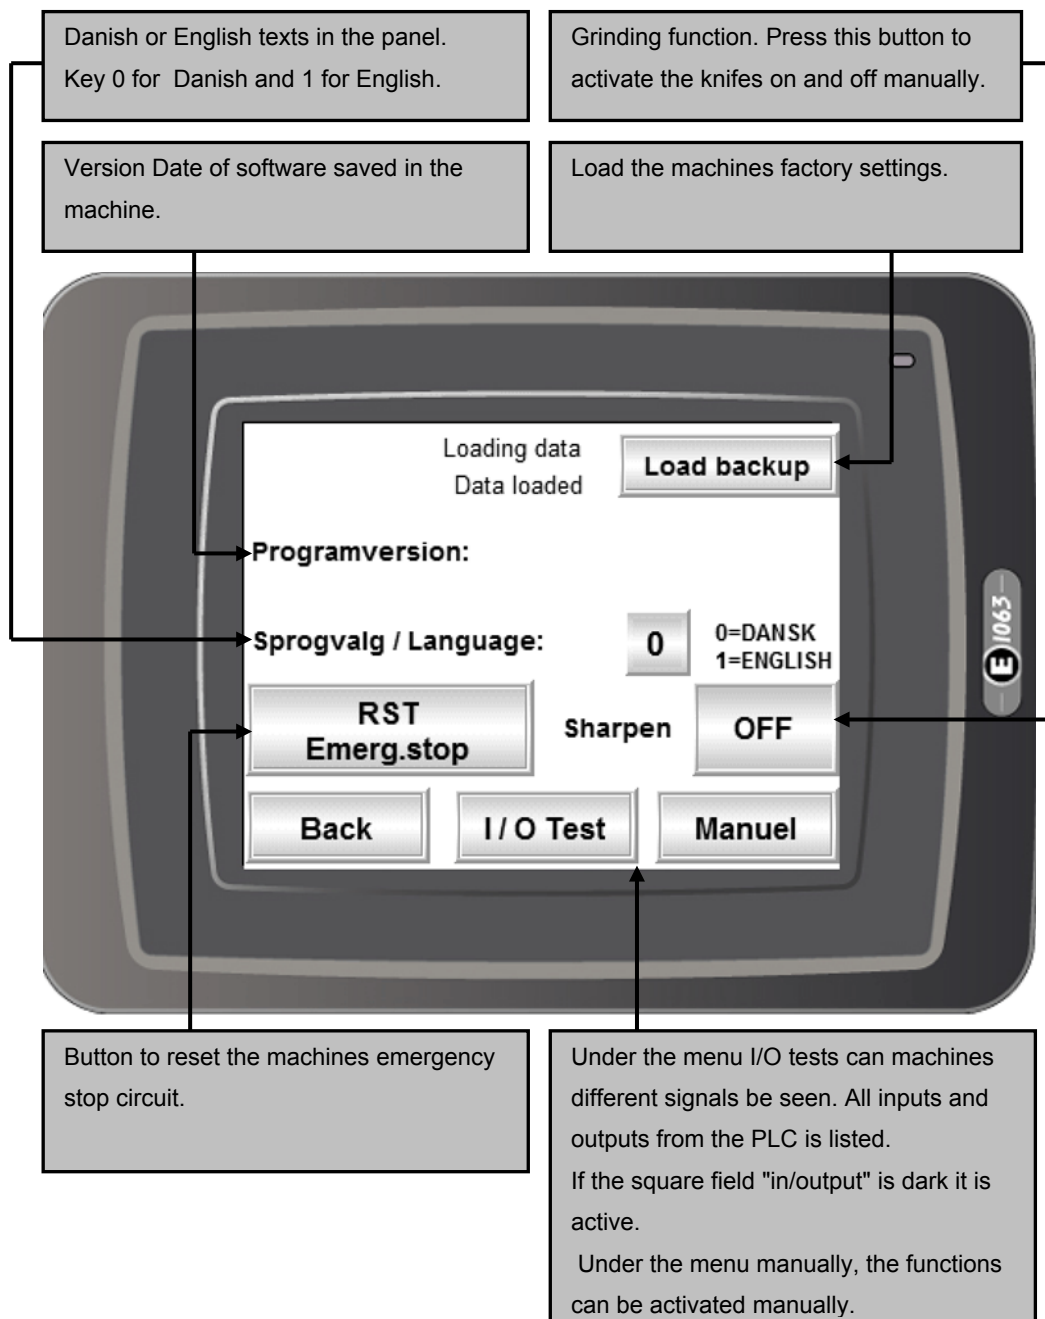 Danish or English texts in the panel.
Key 0 for  Danish and 1 for English.
Grinding function. Press this button to
activate the knifes on and off manually.
Version Date of software saved in the
machine.
Load the machines factory settings.
Loading data
Data loaded
Load backup
Programversion:
Sprogvalg / Language:
0
0=DANSK
1=ENGLISH
RST
Emerg.stop
Sharpen
OFF
Back
I / O Test
Manuel
E 1063
Button to reset the machines emergency
stop circuit.
Under the menu I/O tests can machines
different signals be seen. All inputs and
outputs from the PLC is listed.
If the square field "in/output" is dark it is
active.
Under the menu manually, the functions
can be activated manually.